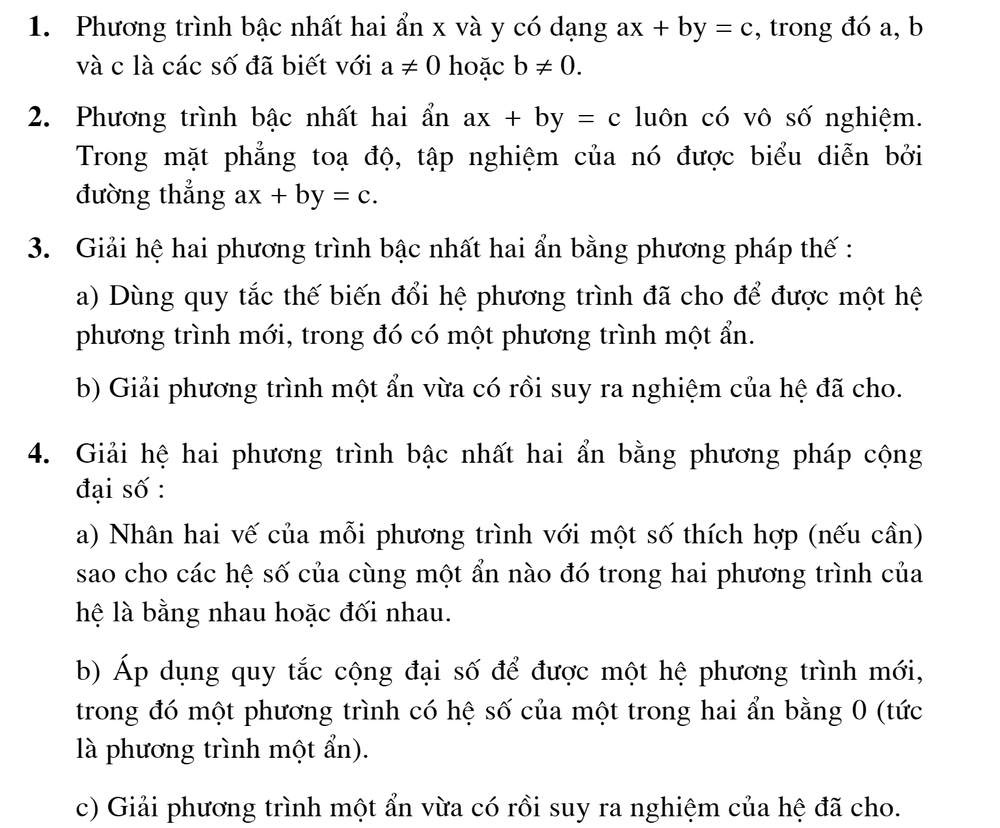 1. Phương trình bậc nhất hai ẩn x và y có dạng ax + by = c, trong đó a, b
và c là các số đã biết với a ≠ 0 hoặc b ≠ 0.
2. Phương trình bậc nhất hai ẩn ax + by = c luôn có vô số nghiệm.
Trong mặt phẳng toạ độ, tập nghiệm của nó được biểu diễn bởi
đường thẳng ax + by = c.
3. Giải hệ hai phương trình bậc nhất hai ẩn bằng phương pháp thế :
a) Dùng quy tắc thế biến đổi hệ phương trình đã cho để được một hệ
phương trình mới, trong đó có một phương trình một ẩn.
b) Giải phương trình một ẩn vừa có rồi suy ra nghiệm của hệ đã cho.
4. Giải hệ hai phương trình bậc nhất hai ẩn bằng phương pháp cộng
đại số :
a) Nhân hai vế của mỗi phương trình với một số thích hợp (nếu cần)
sao cho các hệ số của cùng một ẩn nào đó trong hai phương trình của
hệ là bằng nhau hoặc đối nhau.
b) Áp dụng quy tắc cộng đại số để được một hệ phương trình mới,
trong đó một phương trình có hệ số của một trong hai ẩn bằng 0 (tức
là phương trình một ẩn).
c) Giải phương trình một ẩn vừa có rồi suy ra nghiệm của hệ đã cho.